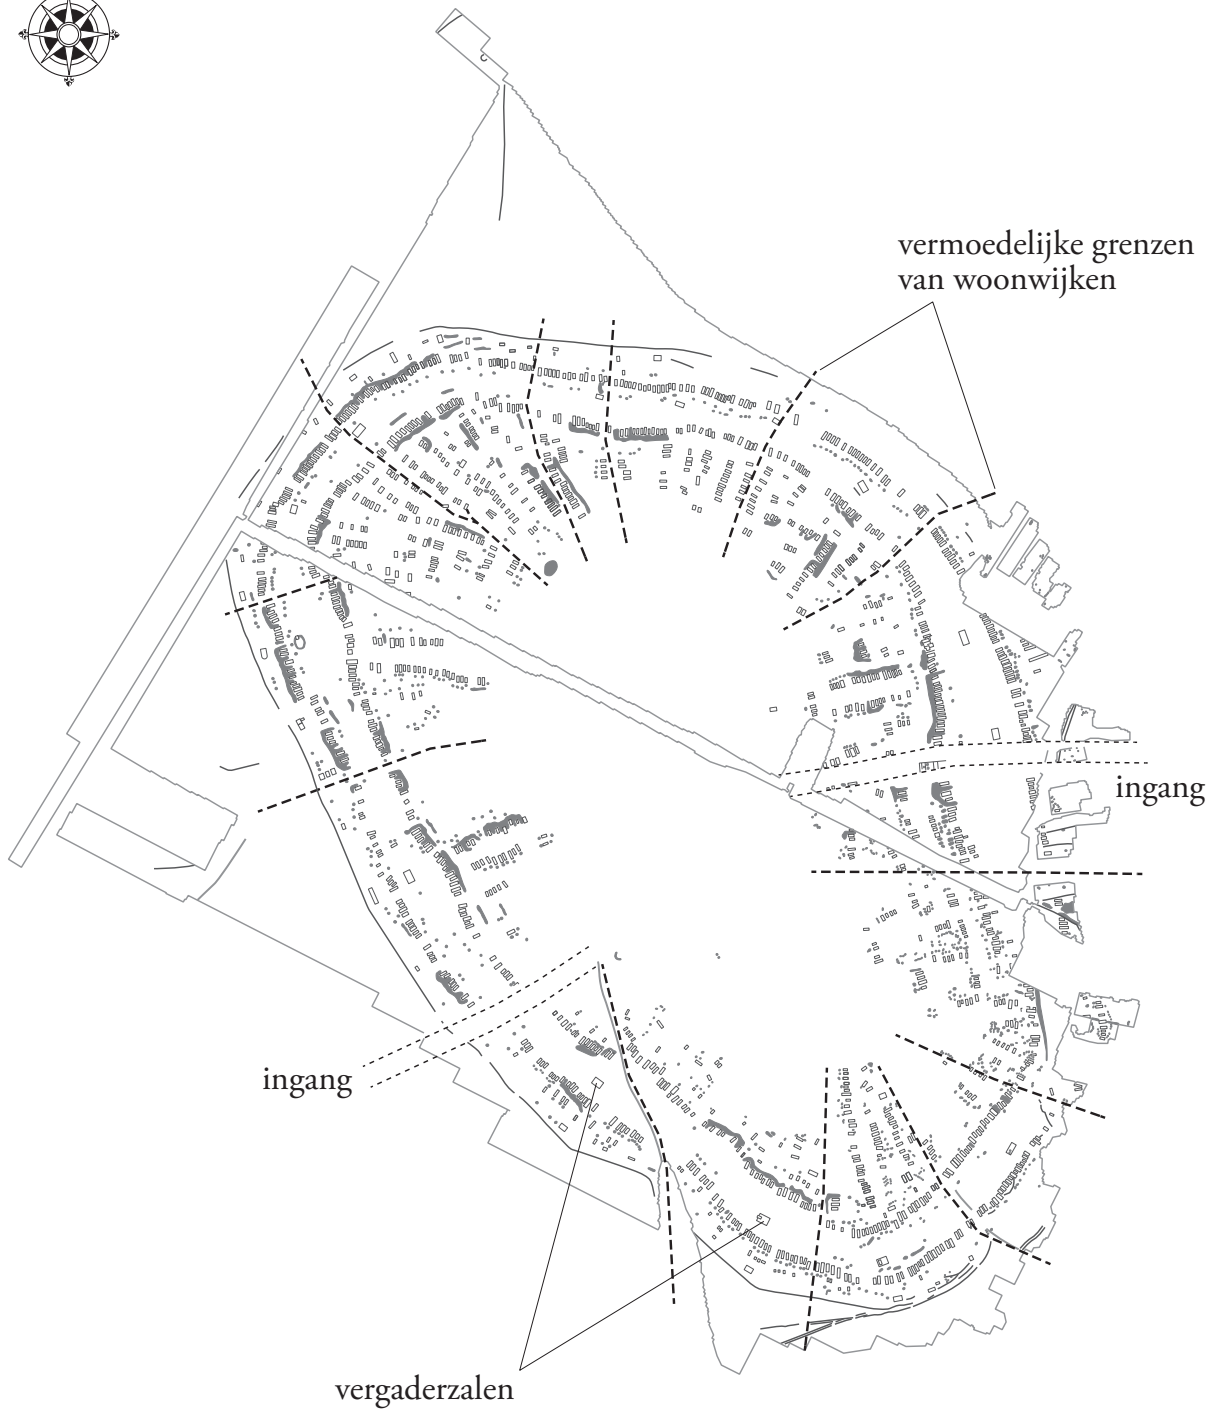 vermoedelijke grenzen
van woonwijken
ingang
ingang
vergaderzalen